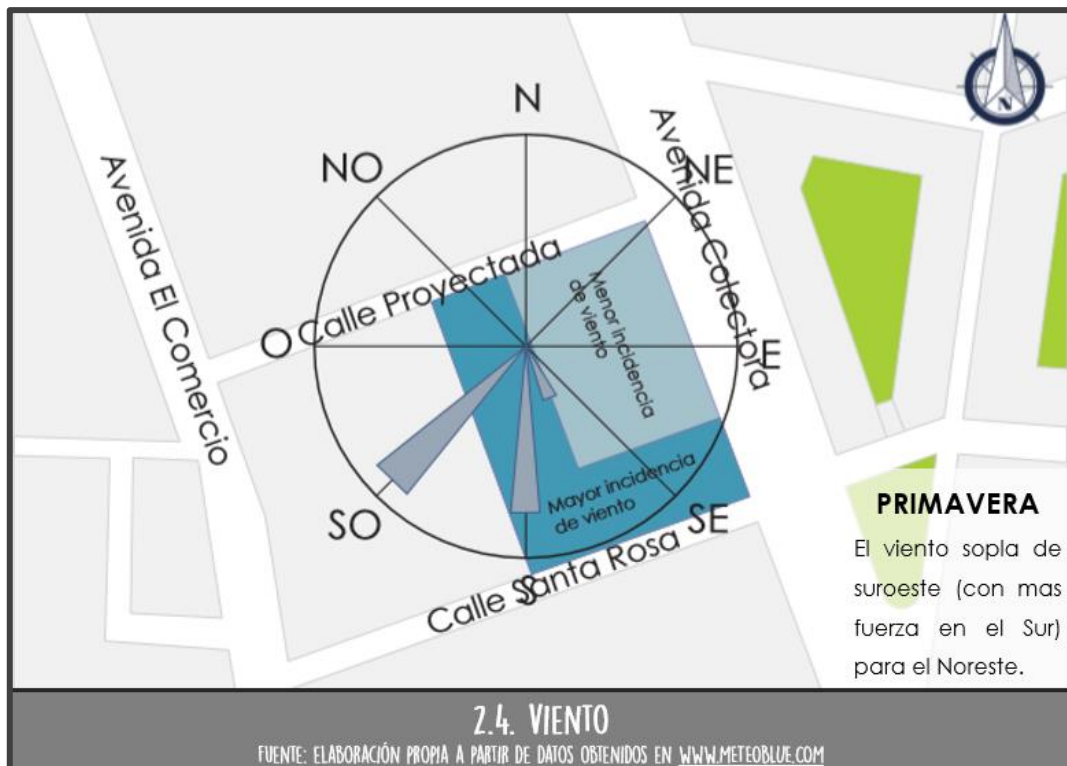 N
N
NO
NE
Avenida El Comercio
Avenida Colectora
Calle Proyectada
Menor incidencia
de viento
O
E
Mayor incidencia
de viento
SO
SE
S
Calle Santa Rosa
PRIMAVERA
El viento sopla de
suroeste (con mas
fuerza en el Sur)
para el Noreste.
2.4. VIENTO
FUENTE: ELABORACIÓN PROPIA A PARTIR DE DATOS OBTENIDOS EN WWW.METEOBLUE.COM